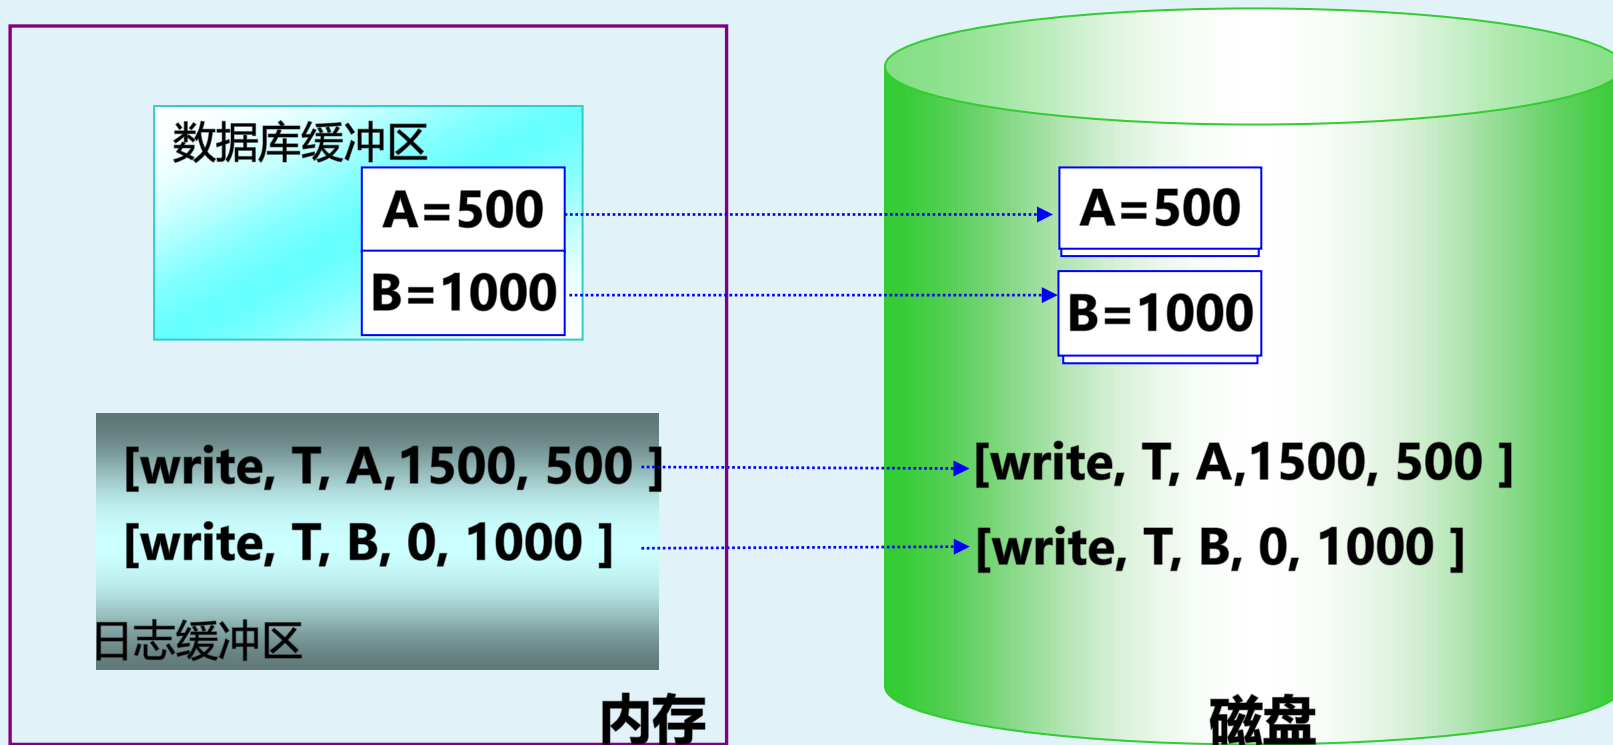 数据库缓冲区
A=500
B=1000
[write, T, A,1500, 500 ]
[write, T, B, 0, 1000 ]
日志缓冲区
内存
A=500
B=1000
[write, T, A,1500, 500 ]
[write, T, B, 0, 1000 ]
磁盘